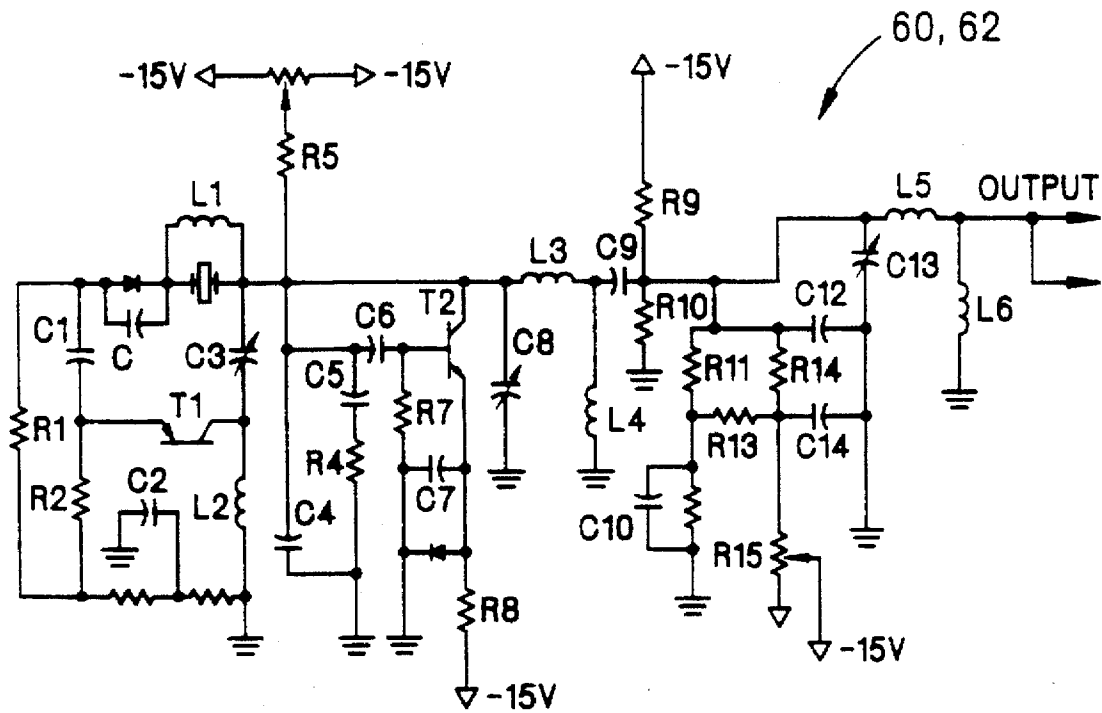 60, 62
-15V
-15V
-15V
R5
L1
R9
L5
OUTPUT
L3
C9
C13
C1
C
C3
T2
C6
C8
R10
C12
L6
C5
R11
R14
T1
R1
R7
L4
R13
C14
R2
C2
L2
R4
C7
C4
C10
R15
R8
-15V
-15V